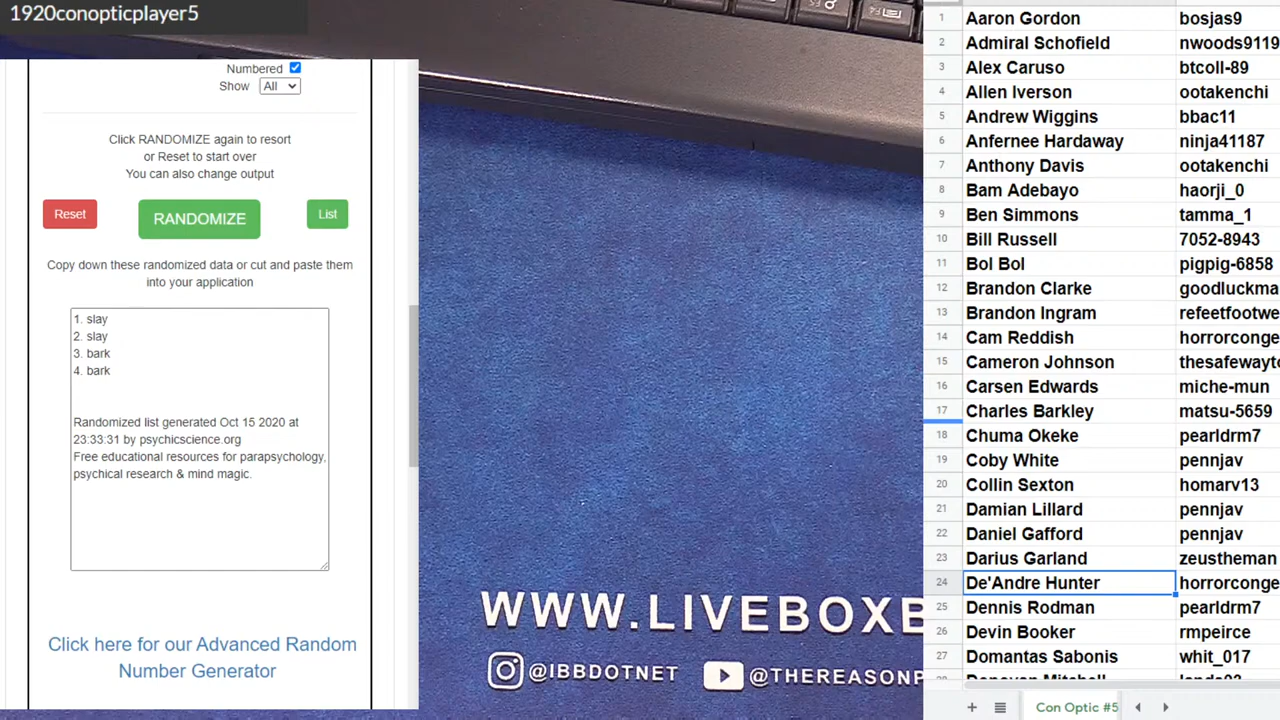 1920conopticplayer5
Numbered
Show All
Click RANDOMIZE again to resort
or Reset to start over
You can also change output
Reset
RANDOMIZE
List
Copy down these randomized data or cut and paste them
into your application
1. slay
2. slay
3. bark
4. bark
Randomized list generated Oct 15 2020 at
23:33:31 by psychicscience.org
Free educational resources for parapsychology,
psychical research & mind magic.
Click here for our Advanced Random
Number Generator
WWW.LIVEBOXB
@IBBDOTNET
@THEREASONP
1 Aaron Gordon bosjas9
2 Admiral Schofield nwoods9119
3 Alex Caruso btcoll-89
4 Allen Iverson ootakenchi
5 Andrew Wiggins bbac11
6 Anfernee Hardaway ninja41187
7 Anthony Davis ootakenchi
8 Bam Adebayo haorji_0
9 Ben Simmons tamma_1
10 Bill Russell 7052-8943
11 Bol Bol pigpig-6858
12 Brandon Clarke goodluckma
13 Brandon Ingram refeetfootwe
14 Cam Reddish horrorconge
15 Cameron Johnson thesafewayto
16 Carsen Edwards miche-mun
17 Charles Barkley matsu-5659
18 Chuma Okeke pearldrm7
19 Coby White pennjav
20 Collin Sexton homarv13
21 Damian Lillard pennjav
22 Daniel Gafford pennjav
23 Darius Garland zeustheman
24 De'Andre Hunter horrorconge
25 Dennis Rodman pearldrm7
26 Devin Booker rmpeirce
27 Domantas Sabonis whit_017
Con Optic #5